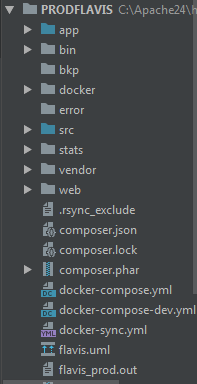 PRODFLAVIS C:\Apache24\h
app
bin
bkp
docker
error
src
stats
vendor
web
.rsync_exclude
composer.json
composer.lock
composer.phar
docker-compose.yml
docker-compose-dev.yml
docker-sync.yml
flavis.uml
flavis_prod.out